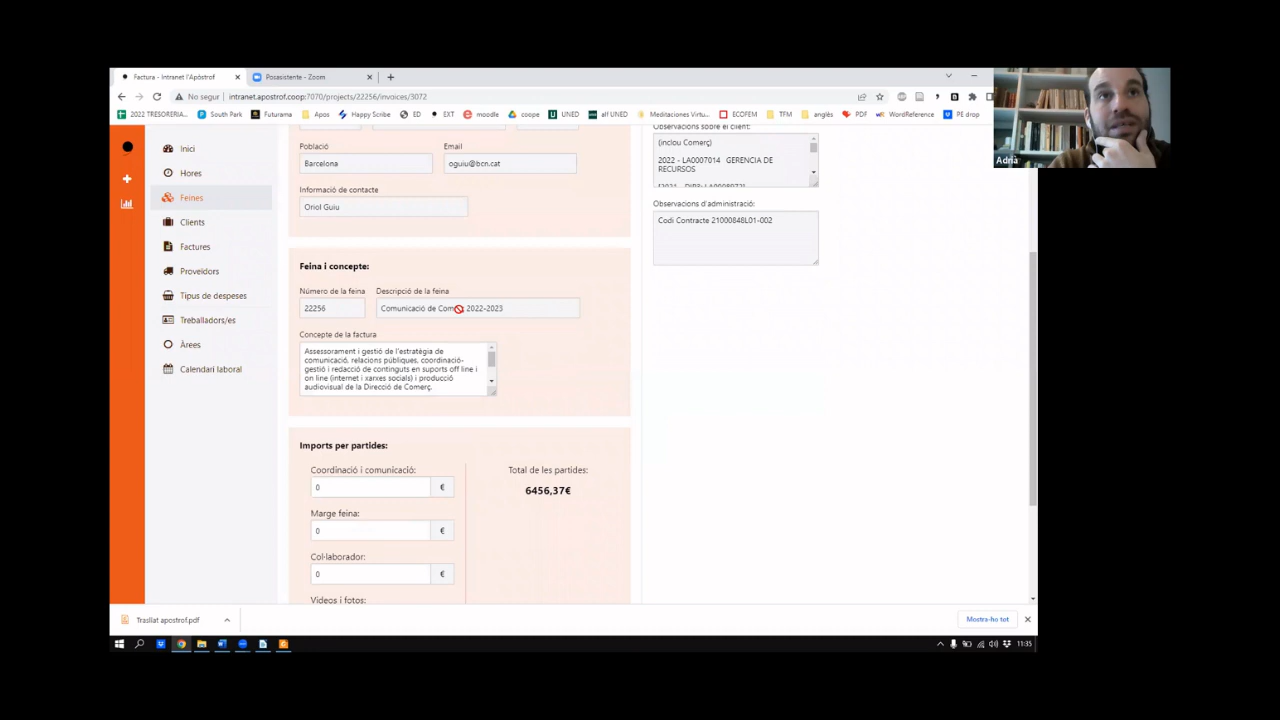 Factura - Intranet l'Apòstrof
Posasistente - Zoom
No segur
intranet.apostrof.coop:7070/projects/22256/invoices/3072
2022 TRESORERIA...
South Park
Futurama
Apos
Happy Scribe
ED
EXT
moodle
coope
UNED
alf UNED
Meditaciones Virtu...
ECOFEM
TFM
anglès
PDF
WordReference
PE drop
Adrià
Inici
Hores
Feines
Clients
Factures
Proveïdors
Tipus de despeses
Treballadors/es
Àrees
Calendari laboral
Població
Barcelona
Email
oguiu@bcn.cat
Informació de contacte
Oriol Guiu
Feina i concepte:
Número de la feina
22256
Descripció de la feina
Comunicació de Comerç 2022-2023
Concepte de la factura
Assessorament i gestió de l'estratègia de
comunicació, relacions públiques, coordinació-
gestió i redacció de continguts en suports off line i
on line (internet i xarxes socials) i producció
audiovisual de la Direcció de Comerç.
Imports per partides:
Coordinació i comunicació:
0
€
Marge feina:
0
€
Col·laborador:
0
€
Videos i fotos:
Total de les partides:
6456,37€
Observacions sobre el client:
(inclou Comerç)
2022 - LA0007014 GERENCIA DE
RECURSOS
Observacions d'administració:
Codi Contracte 21000848L01-002
Trasllat apostrof.pdf
Mostra-ho tot
11:35